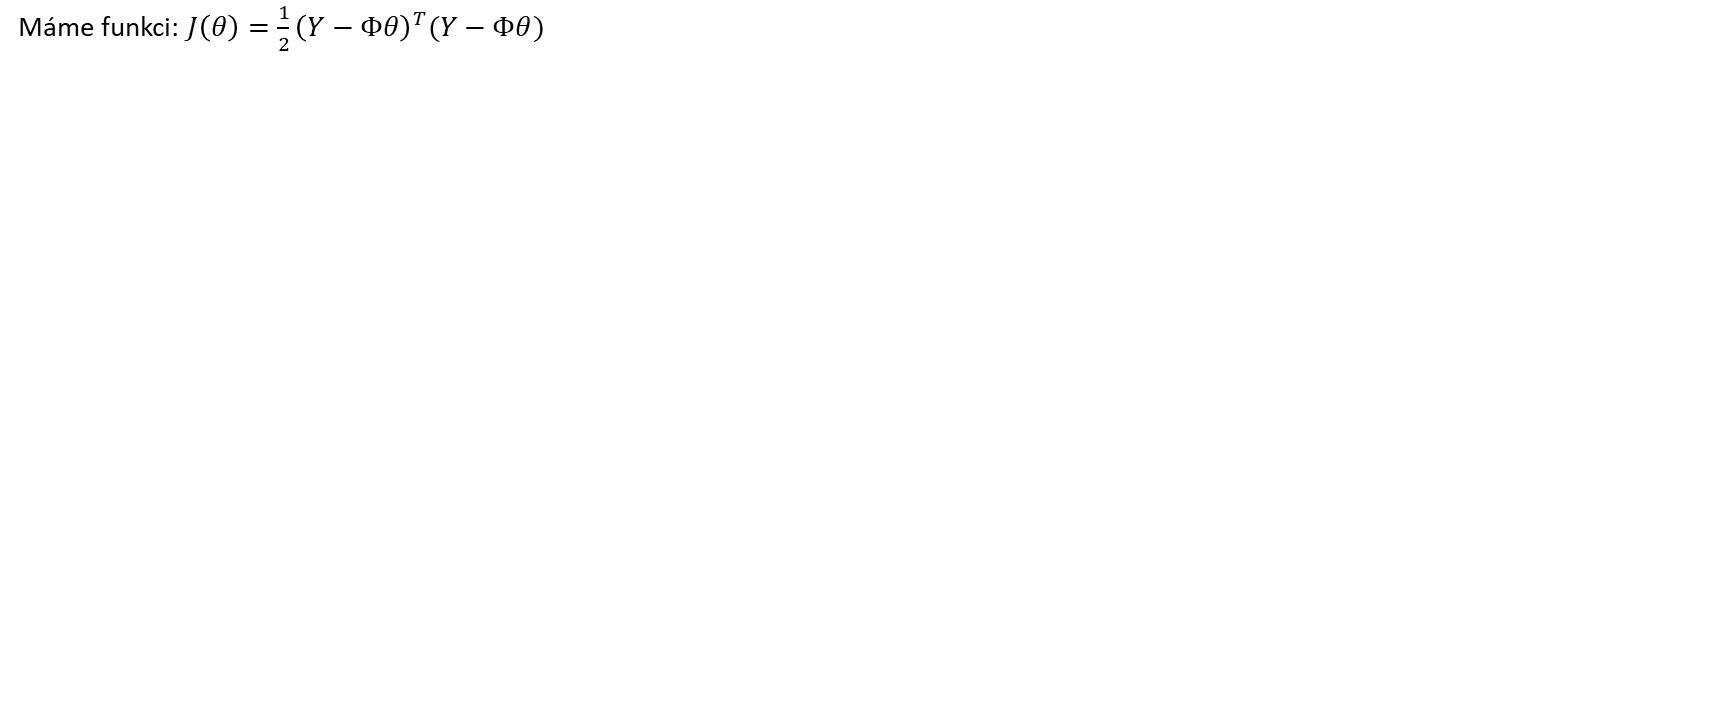 Máme funkci: 𝐽(𝜃) = 1/2 (𝑌 − Φ𝜃)ᵀ(𝑌 − Φ𝜃)